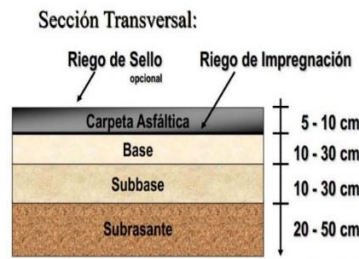 Sección Transversal:
Riego de Sello
opcional
Riego de Impregnación
Carpeta Asfáltica
5 - 10 cm
Base
10 - 30 cm
Subbase
10 - 30 cm
Subrasante
20 - 50 cm